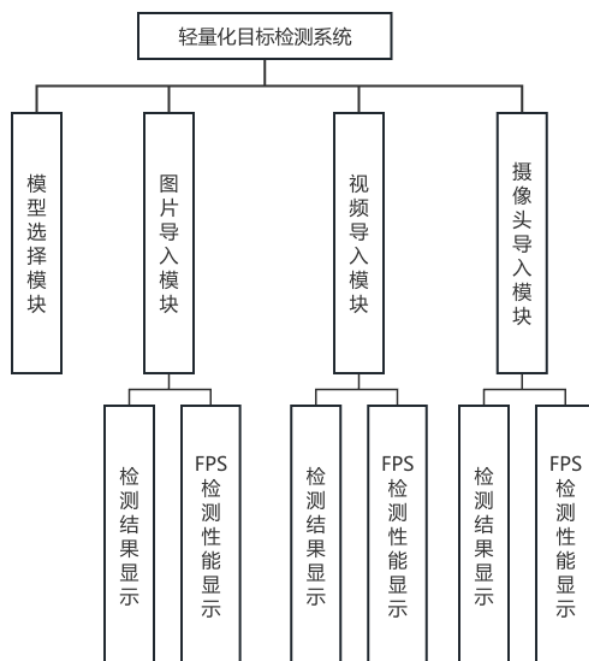 轻量化目标检测系统
模型选择模块
图片导入模块
视频导入模块
摄像头导入模块
检测结果显示
FPS检测性能显示
检测结果显示
FPS检测性能显示
检测结果显示
FPS检测性能显示